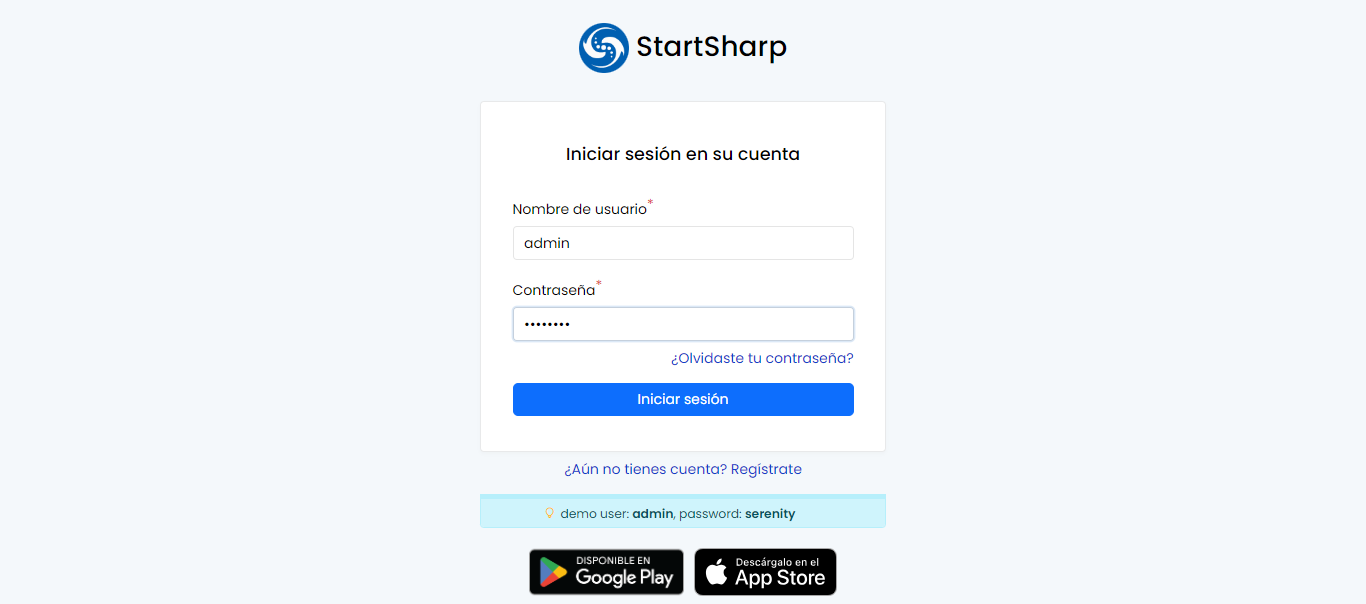 StartSharp
Iniciar sesión en su cuenta
Nombre de usuario*
admin
Contraseña*
••••••••
¿Olvidaste tu contraseña?
Iniciar sesión
¿Aún no tienes cuenta? Regístrate
demo user: admin, password: serenity
DISPONIBLE EN
Google Play
Descárgalo en el
App Store